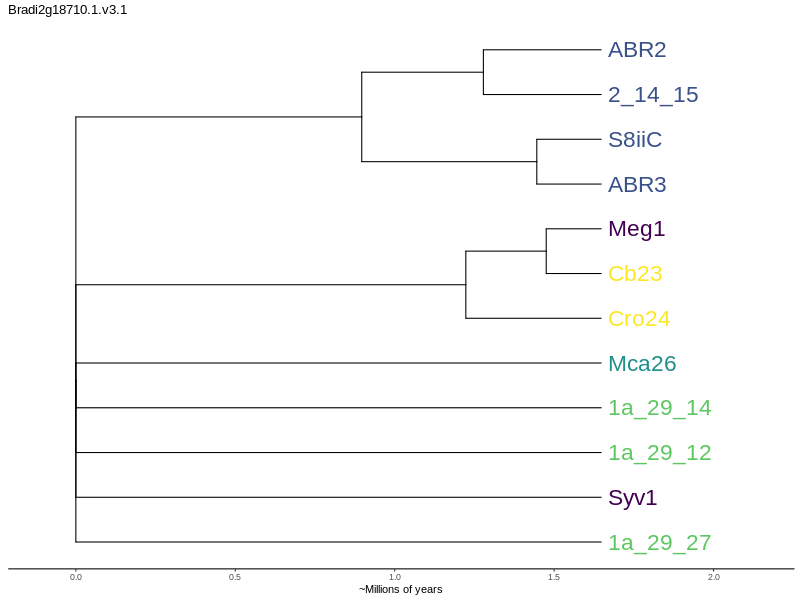 Bradi2g18710.1.v3.1
ABR2
2_14_15
S8iiC
ABR3
Meg1
Cb23
Cro24
Mca26
1a_29_14
1a_29_12
Syv1
1a_29_27
0.0 0.5 1.0 1.5 2.0
~Millions of years